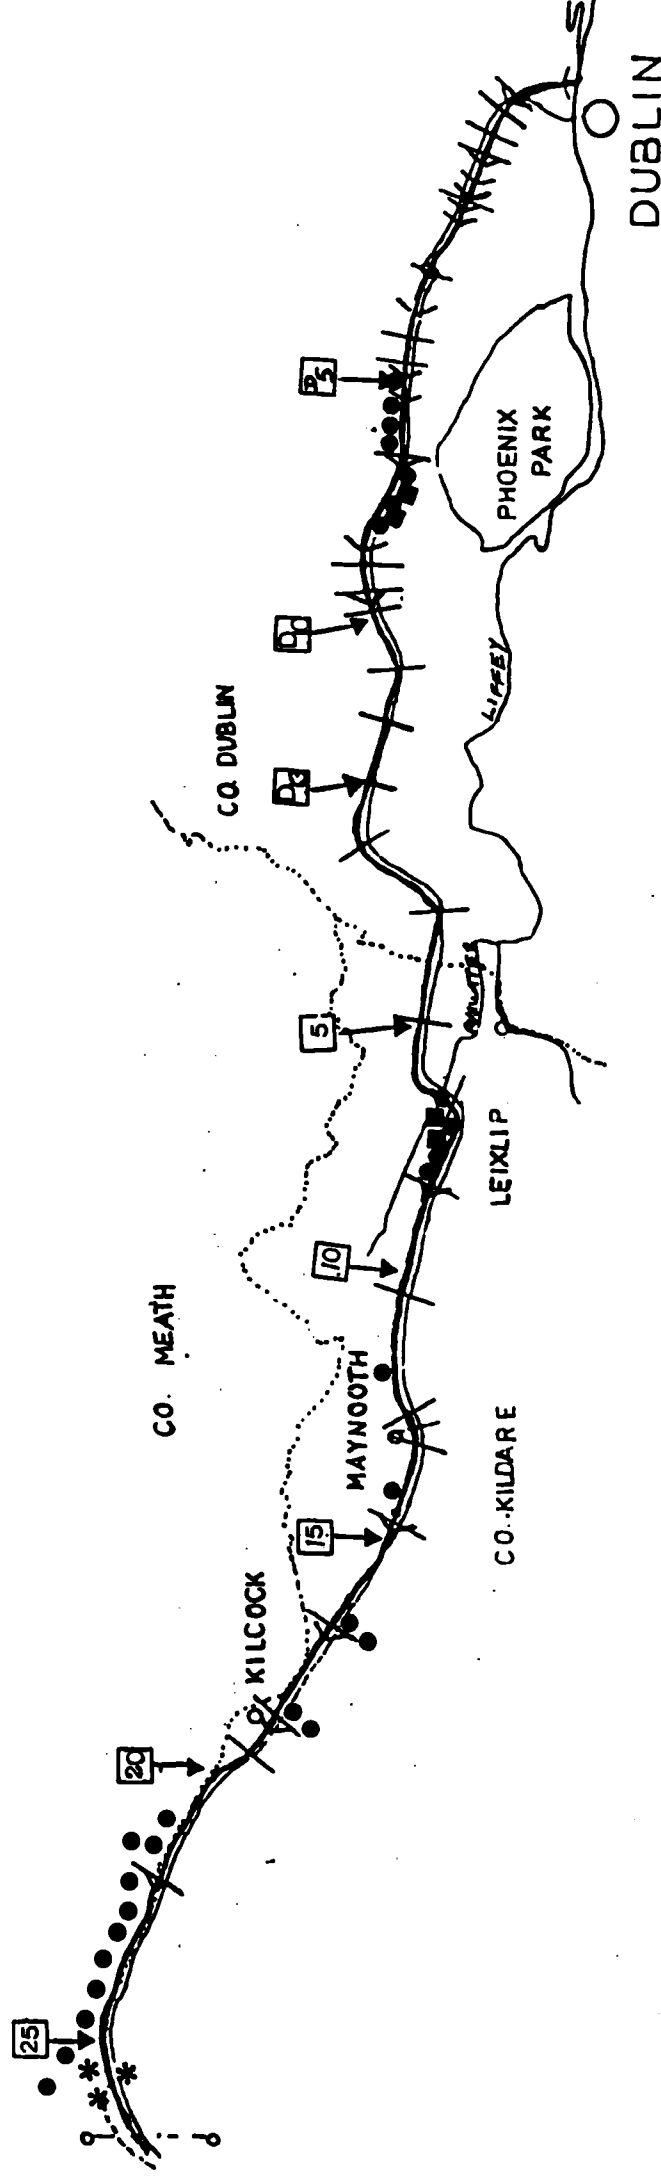 25
20
KILCOCK
15
MAYNOOTH
CO. MEATH
CO. KILDARE
10
LEIXLIP
5
CO. DUBLIN
LIFFEY
PHOENIX
PARK
DUBLIN